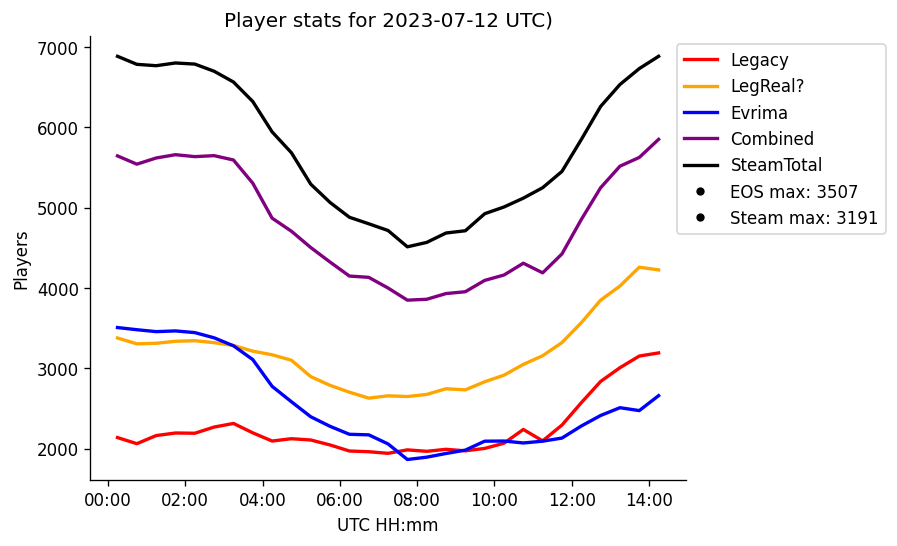 Player stats for 2023-07-12 UTC)
7000
6000
5000
4000
3000
2000
Players
00:00 02:00 04:00 06:00 08:00 10:00 12:00 14:00
UTC HH:mm
Legacy
LegReal?
Evrima
Combined
SteamTotal
EOS max: 3507
Steam max: 3191